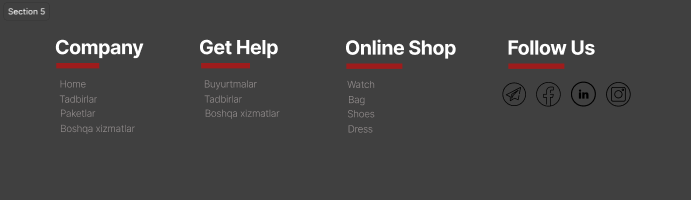 Section 5
Company
Home
Tadbirlar
Paketlar
Boshqa xizmatlar
Get Help
Buyurtmalar
Tadbirlar
Boshqa xizmatlar
Online Shop
Watch
Bag
Shoes
Dress
Follow Us
in